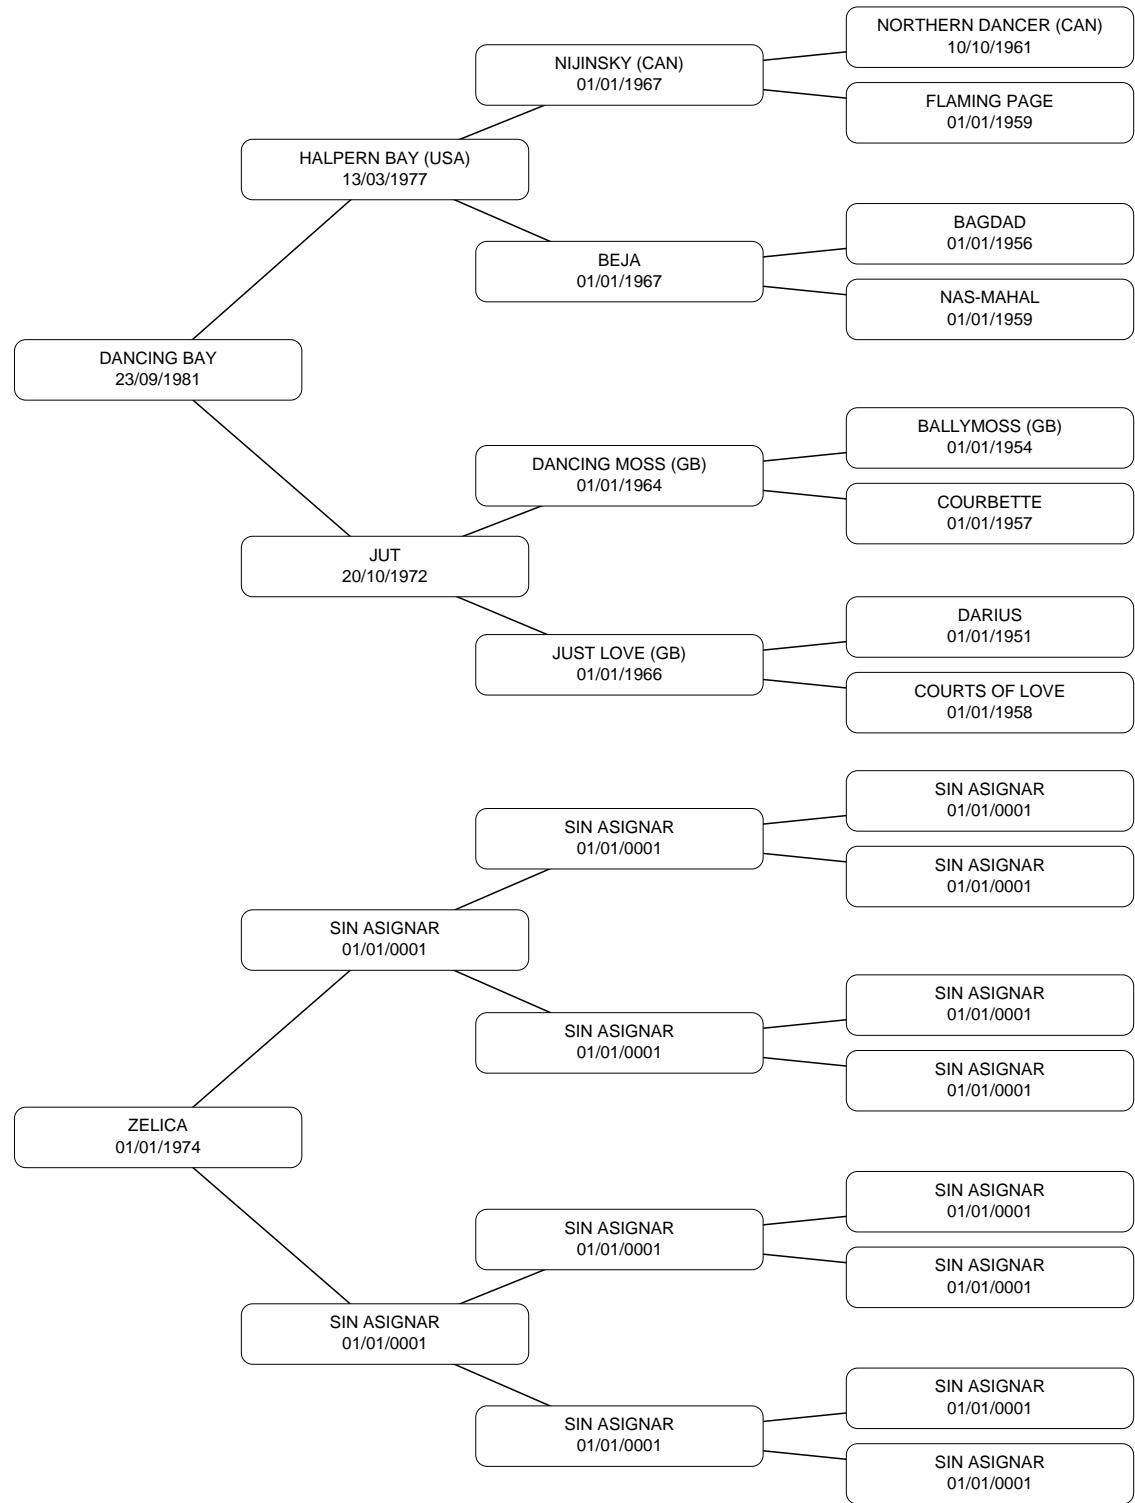 NORTHERN DANCER (CAN)
10/10/1961
NIJINSKY (CAN)
01/01/1967
FLAMING PAGE
01/01/1959
HALPERN BAY (USA)
13/03/1977
BAGDAD
01/01/1956
BEJA
01/01/1967
NAS-MAHAL
01/01/1959
DANCING BAY
23/09/1981
BALLYMOSS (GB)
01/01/1954
DANCING MOSS (GB)
01/01/1964
COURBETTE
01/01/1957
JUT
20/10/1972
DARIUS
01/01/1951
JUST LOVE (GB)
01/01/1966
COURTS OF LOVE
01/01/1958
SIN ASIGNAR
01/01/0001
SIN ASIGNAR
01/01/0001
SIN ASIGNAR
01/01/0001
SIN ASIGNAR
01/01/0001
SIN ASIGNAR
01/01/0001
SIN ASIGNAR
01/01/0001
SIN ASIGNAR
01/01/0001
ZELICA
01/01/1974
SIN ASIGNAR
01/01/0001
SIN ASIGNAR
01/01/0001
SIN ASIGNAR
01/01/0001
SIN ASIGNAR
01/01/0001
SIN ASIGNAR
01/01/0001
SIN ASIGNAR
01/01/0001
SIN ASIGNAR
01/01/0001